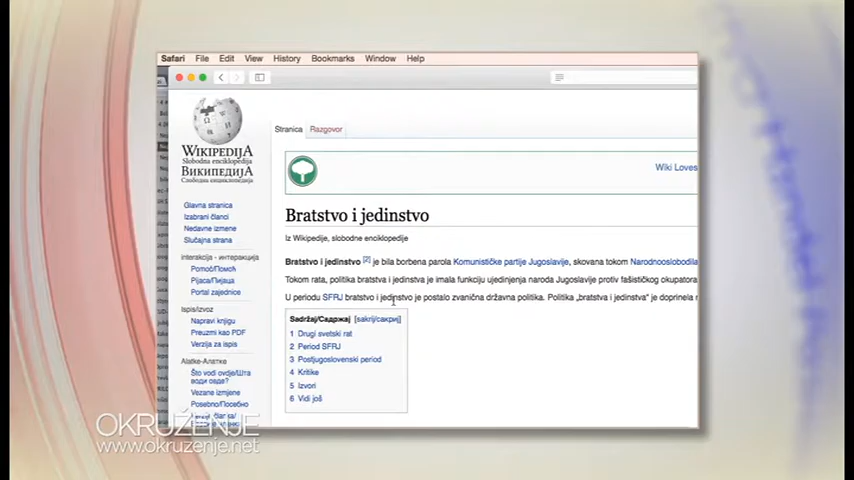 Safari File Edit View History Bookmarks Window Help
WIKIPEDIJA
Slobodna enciklopedija
ВИКИПЕДИЈА
Слободна енциклопедија
Glavna stranica
Izabrani članci
Nedavne izmene
Slučajna strana
interakcija - интеракција
Pomoć/Помоћ
Pijaca/Пијаца
Portal zajednice
Ispis/izvoz
Napravi knjigu
Preuzmi kao PDF
Verzija za ispis
Alatke-Алатке
Što vodi ovdje/Шта
води овде?
Vezane izmjene
Posebno/Посебно
Stranica Razgovor
Wiki Loves
Bratstvo i jedinstvo
Iz Wikipedije, slobodne enciklopedije
Bratstvo i jedinstvo [2] je bila borbena parola Komunističke partije Jugoslavije, skovana tokom Narodnooslobodila
Tokom rata, politika bratstva i jedinstva je imala funkciju ujedinjenja naroda Jugoslavije protiv fašističkog okupatora
U periodu SFRJ bratstvo i jedinstvo je postalo zvanična državna politika. Politika „bratstva i jedinstva" je doprinela r
Sadržaj/Садржај [sakrij/сакриј]
1 Drugi svetski rat
2 Period SFRJ
3 Postjugoslovenski period
4 Kritike
5 Izvori
6 Vidi još
OKRUŽENJE
www.okruzenje.net